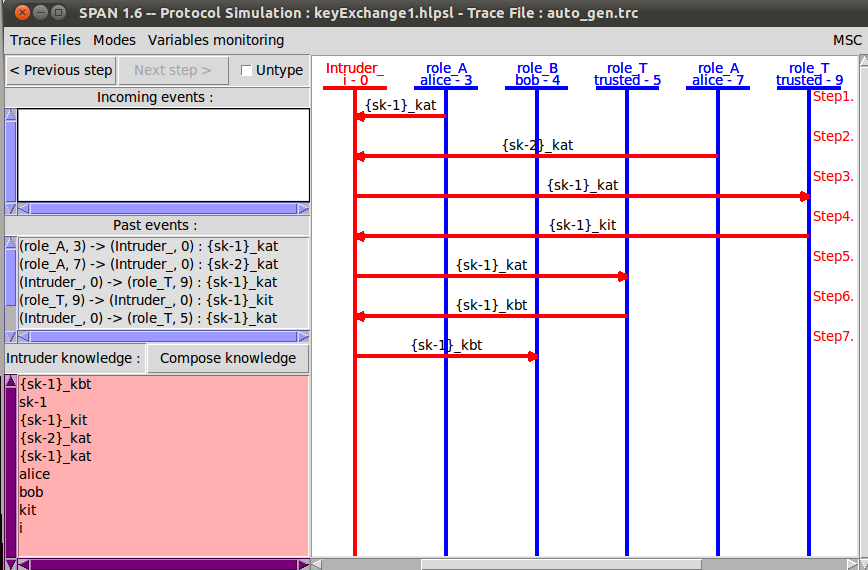 SPAN 1.6 -- Protocol Simulation : keyExchange1.hlpsl - Trace File : auto_gen.trc
Trace Files Modes Variables monitoring MSC
< Previous step Next step > Untype
Incoming events :
Past events :
(role_A, 3) -> (Intruder_, 0) : {sk-1}_kat
(role_A, 7) -> (Intruder_, 0) : {sk-2}_kat
(Intruder_, 0) -> (role_T, 9) : {sk-1}_kat
(role_T, 9) -> (Intruder_, 0) : {sk-1}_kit
(Intruder_, 0) -> (role_T, 5) : {sk-1}_kat
Intruder knowledge : Compose knowledge
{sk-1}_kbt
sk-1
{sk-1}_kit
{sk-2}_kat
{sk-1}_kat
alice
bob
kit
i
Intruder_ role_A role_B role_T role_A role_T
i - 0 alice - 3 bob - 4 trusted - 5 alice - 7 trusted - 9
Step1.
{sk-1}_kat
Step2.
{sk-2}_kat
Step3.
{sk-1}_kat
Step4.
{sk-1}_kit
Step5.
{sk-1}_kat
Step6.
{sk-1}_kbt
Step7.
{sk-1}_kbt